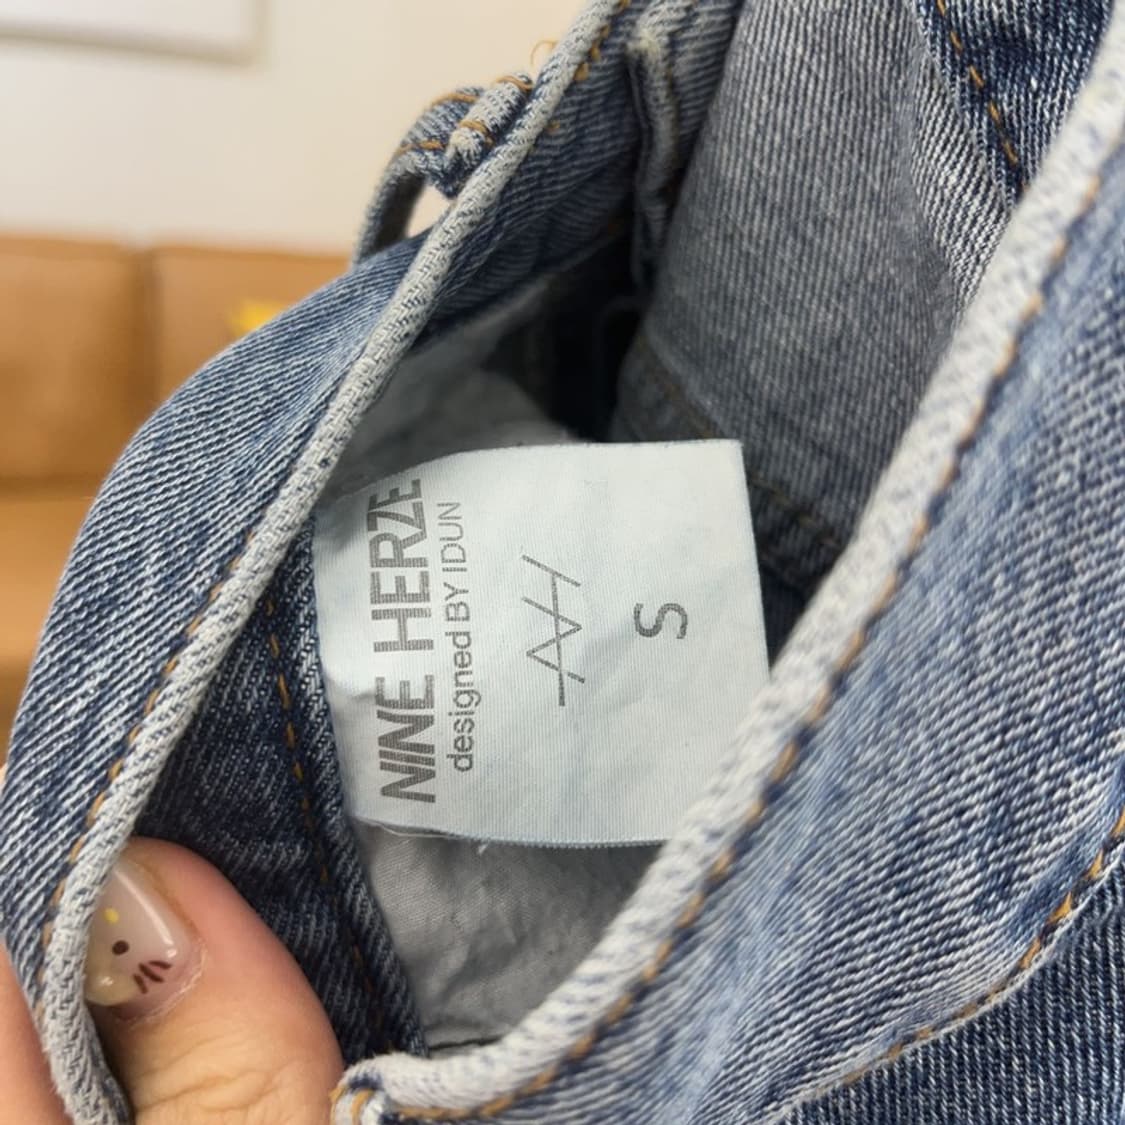 NINE HERZE
designed BY IDUN
S